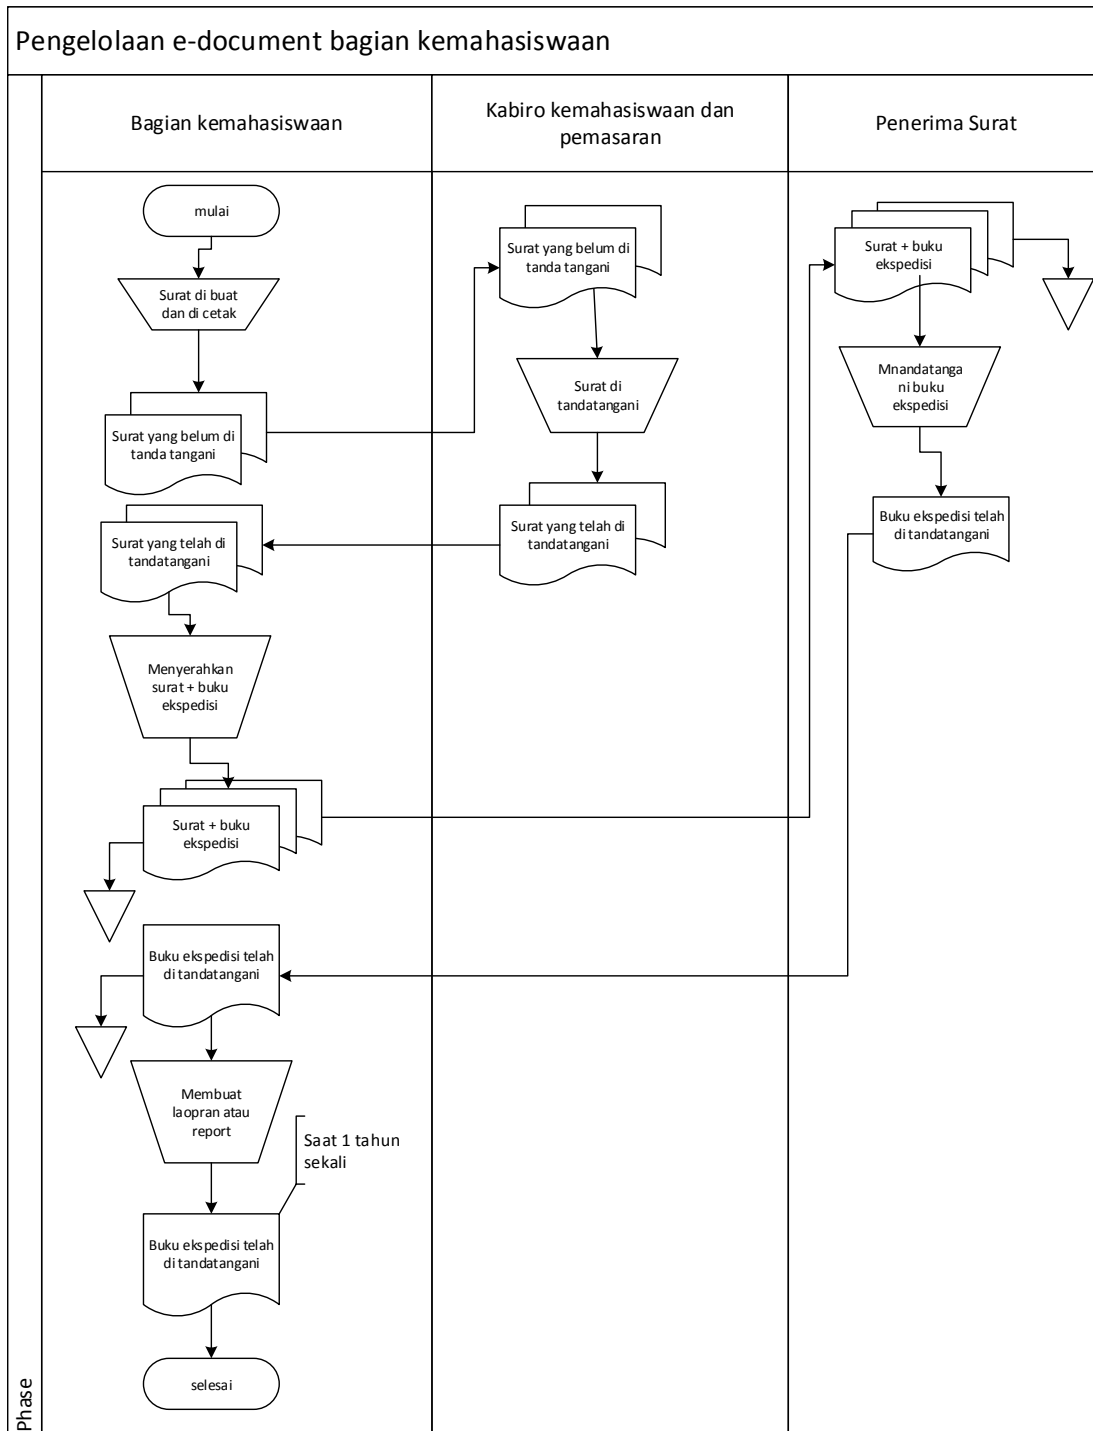 Pengelolaan e-document bagian kemahasiswaan
Bagian kemahasiswaan
Kabiro kemahasiswaan dan
pemasaran
Penerima Surat
mulai
Surat di buat
dan di cetak
Surat yang belum di
tanda tangani
Surat yang telah di
tandatangani
Menyerahkan
surat + buku
ekspedisi
Surat + buku
ekspedisi
Buku ekspedisi telah
di tandatangani
Membuat
laopran atau
report
Saat 1 tahun
sekali
Buku ekspedisi telah
di tandatangani
selesai
Surat yang belum di
tanda tangani
Surat di
tandatangani
Surat yang telah di
tandatangani
Surat + buku
ekspedisi
Mnandatanga
ni buku
ekspedisi
Buku ekspedisi telah
di tandatangani
Phase